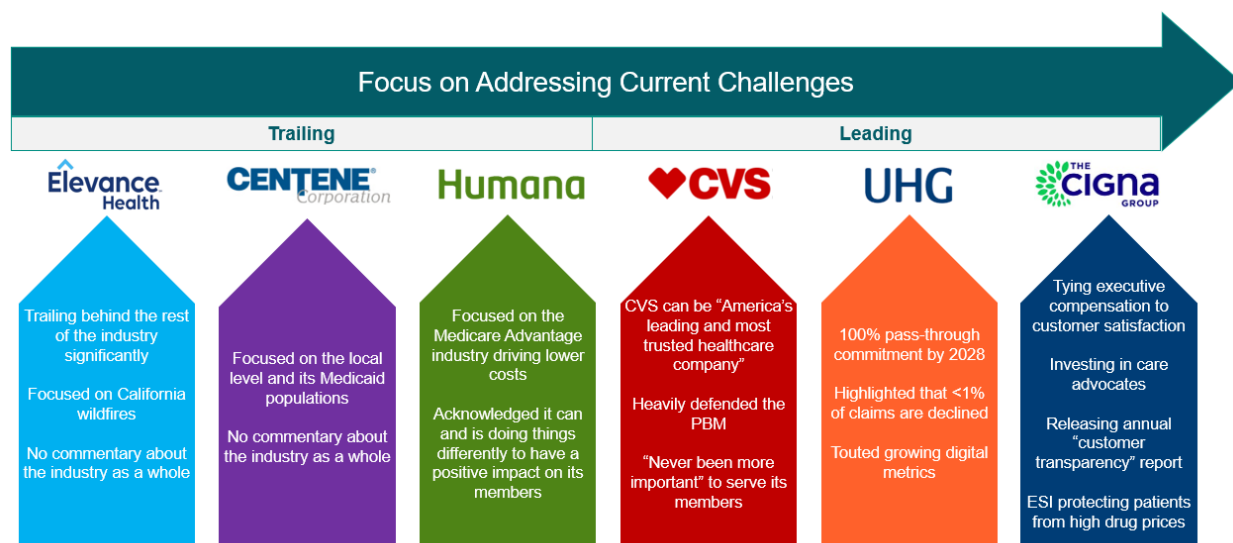 Focus on Addressing Current Challenges
Trailing
Leading
Elevance
Health
CENTENE®
Corporation
Humana
CVS
UHG
THE
cigna
GROUP
Trailing behind the rest
of the industry
significantly
Focused on California
wildfires
No commentary about
the industry as a whole
Focused on the local
level and its Medicaid
populations
No commentary about
the industry as a whole
Focused on the
Medicare Advantage
industry driving lower
costs
Acknowledged it can
and is doing things
differently to have a
positive impact on its
members
CVS can be “America’s
leading and most
trusted healthcare
company”
Heavily defended the
PBM
“Never been more
important” to serve its
members
100% pass-through
commitment by 2028
Highlighted that <1%
of claims are declined
Touted growing digital
metrics
Tying executive
compensation to
customer satisfaction
Investing in care
advocates
Releasing annual
“customer
transparency” report
ESI protecting patients
from high drug prices